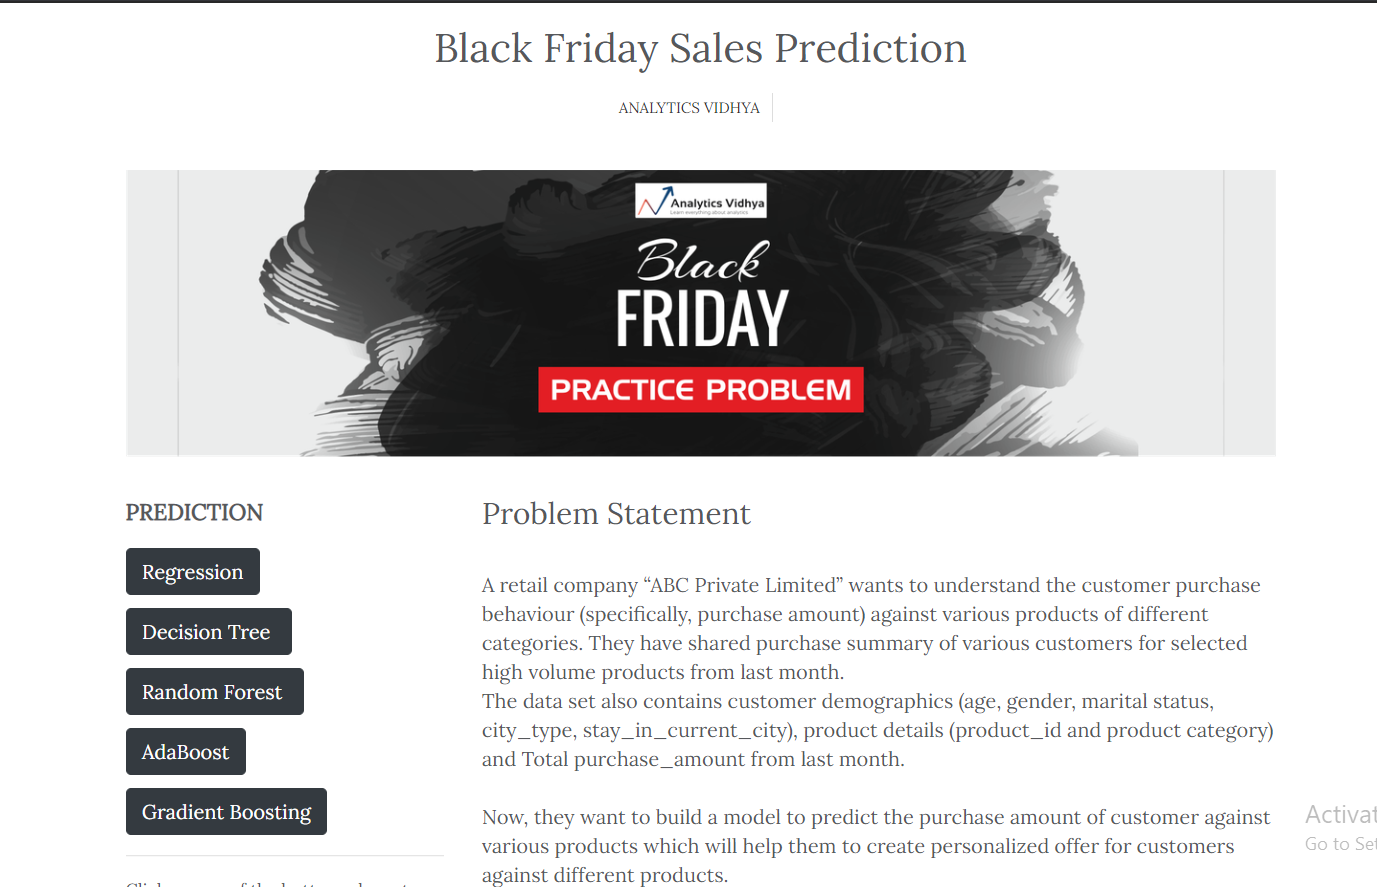 Black Friday Sales Prediction
ANALYTICS VIDHYA
Analytics Vidhya
Learn everything about analytics
Black
FRIDAY
PRACTICE PROBLEM
PREDICTION
Regression
Decision Tree
Random Forest
AdaBoost
Gradient Boosting
Problem Statement
A retail company “ABC Private Limited” wants to understand the customer purchase
behaviour (specifically, purchase amount) against various products of different
categories. They have shared purchase summary of various customers for selected
high volume products from last month.
The data set also contains customer demographics (age, gender, marital status,
city_type, stay_in_current_city), product details (product_id and product category)
and Total purchase_amount from last month.
Now, they want to build a model to predict the purchase amount of customer against
various products which will help them to create personalized offer for customers
against different products.
Activat
Go to Set